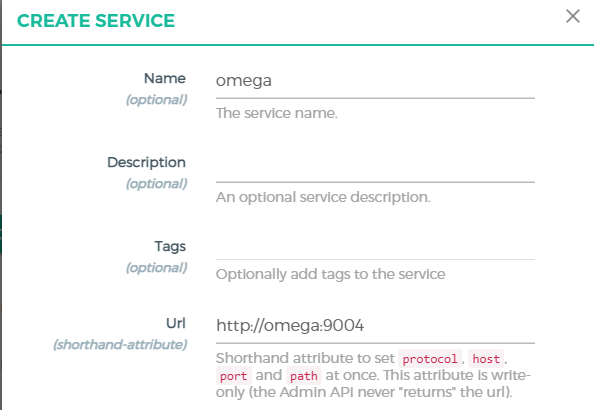 CREATE SERVICE
Name
(optional)
omega
The service name.
Description
(optional)
An optional service description.
Tags
(optional)
Optionally add tags to the service
Url
(shorthand-attribute)
http://omega:9004
Shorthand attribute to set protocol, host,
port and path at once. This attribute is write-
only (the Admin API never "returns" the url).